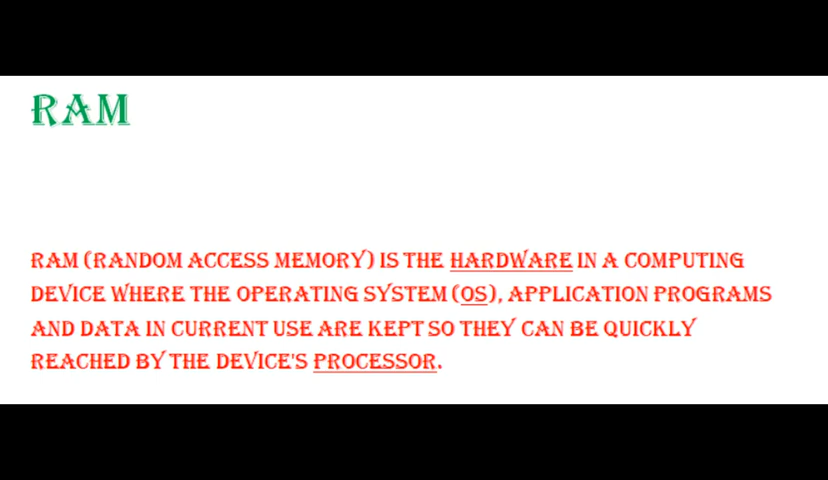 RAM
RAM (RANDOM ACCESS MEMORY) IS THE HARDWARE IN A COMPUTING
DEVICE WHERE THE OPERATING SYSTEM (OS), APPLICATION PROGRAMS
AND DATA IN CURRENT USE ARE KEPT SO THEY CAN BE QUICKLY
REACHED BY THE DEVICE'S PROCESSOR.